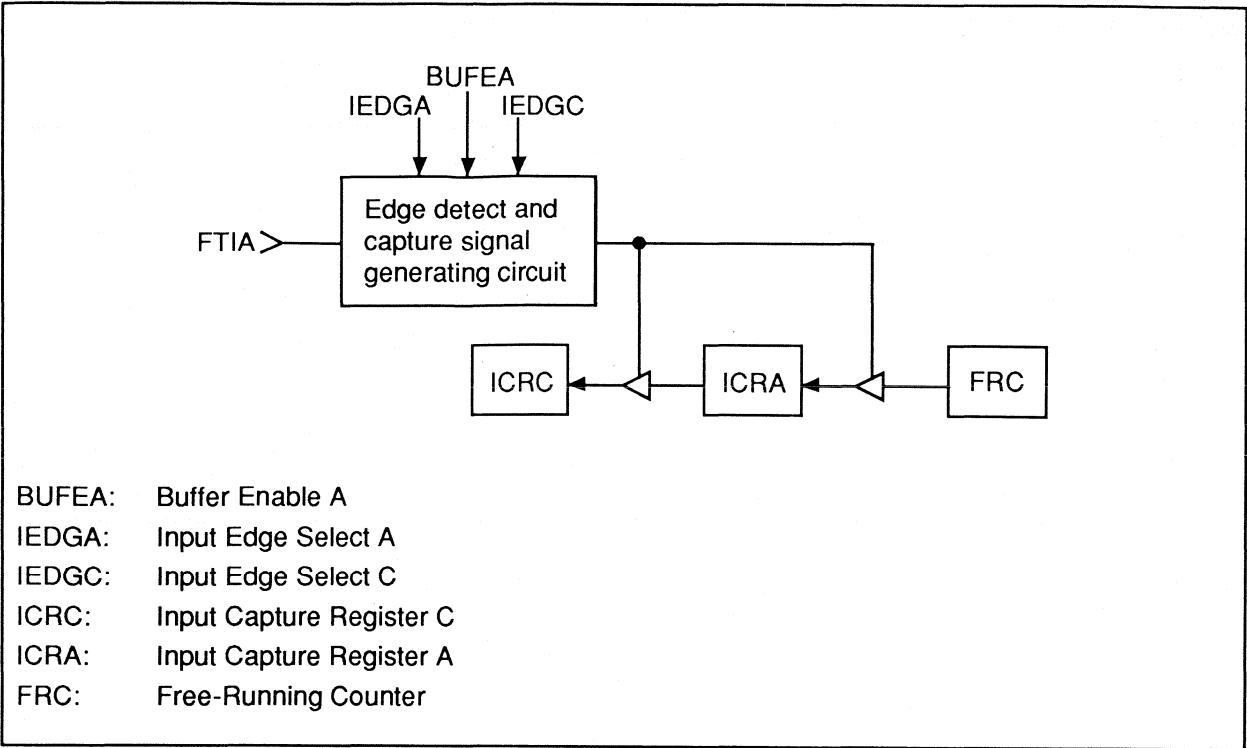 BUFEA
IEDGA IEDGC
FTIA
Edge detect and
capture signal
generating circuit
ICRC ICRA FRC
BUFEA: Buffer Enable A
IEDGA: Input Edge Select A
IEDGC: Input Edge Select C
ICRC: Input Capture Register C
ICRA: Input Capture Register A
FRC: Free-Running Counter